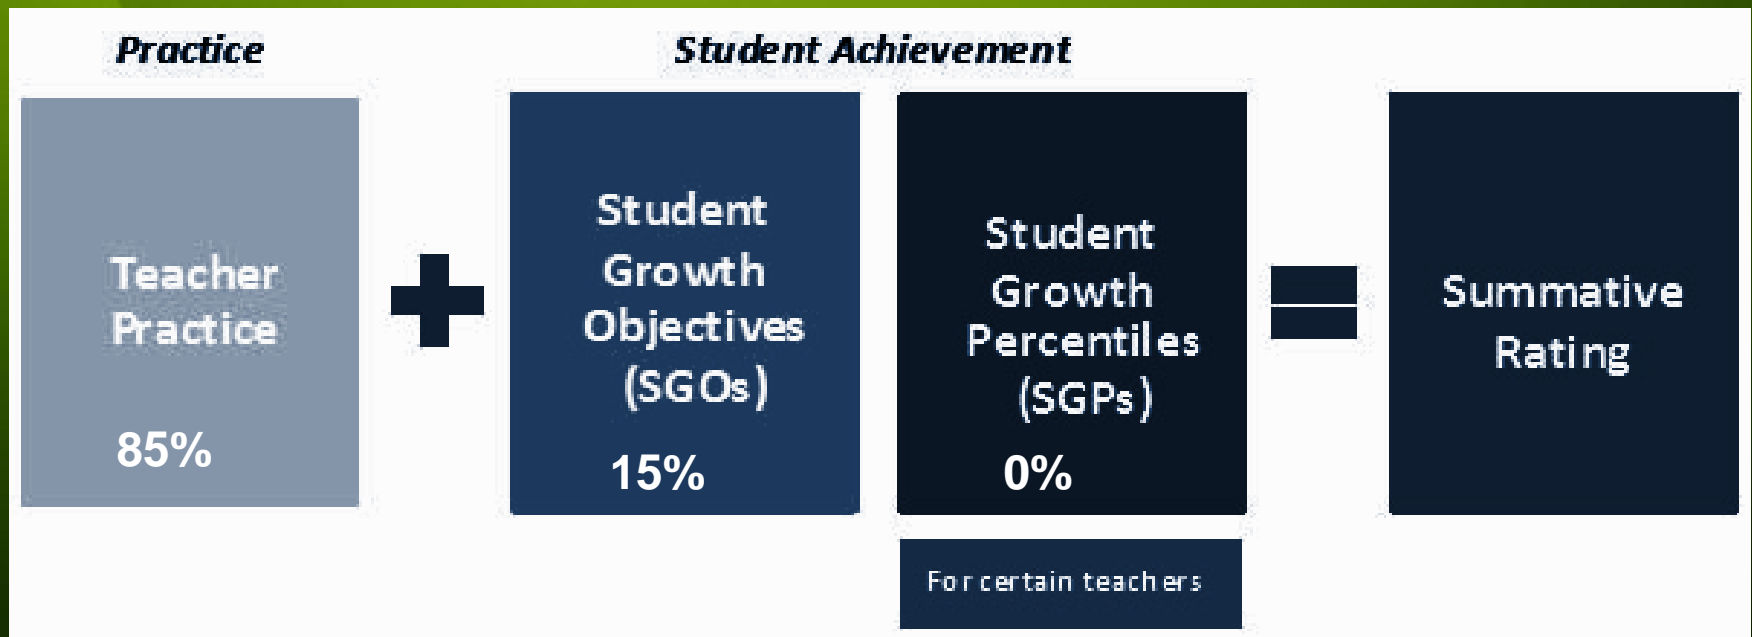 Practice
Student Achievement
Teacher
Practice
85%
Student
Growth
Objectives
(SGOs)
15%
Student
Growth
Percentiles
(SGPs)
0%
For certain teachers
Summative
Rating